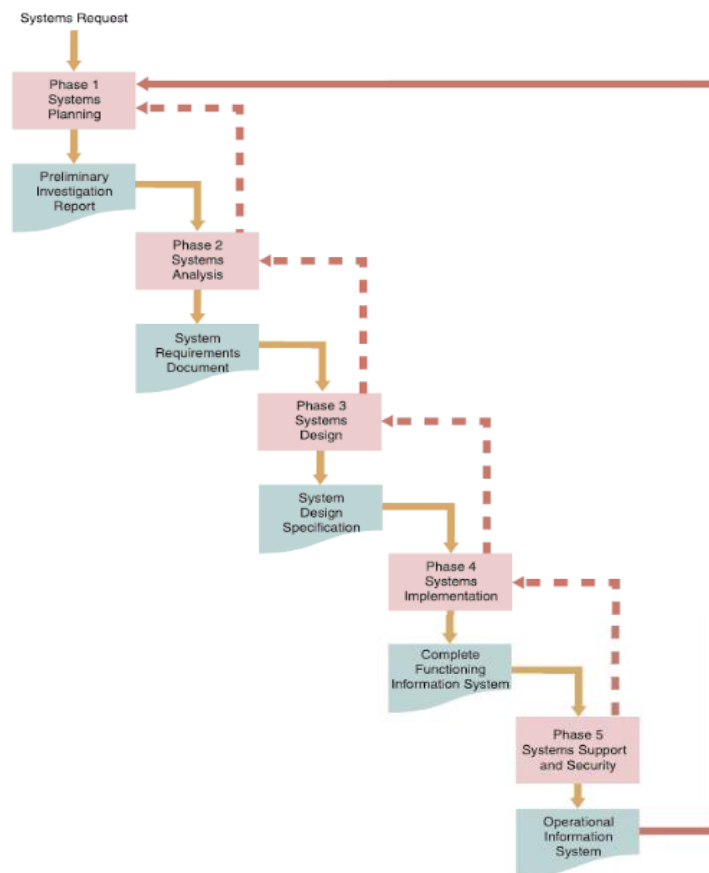 Systems Request
Phase 1
Systems
Planning
Preliminary
Investigation
Report
Phase 2
Systems
Analysis
System
Requirements
Document
Phase 3
Systems
Design
System
Design
Specification
Phase 4
Systems
Implementation
Complete
Functioning
Information System
Phase 5
Systems Support
and Security
Operational
Information
System